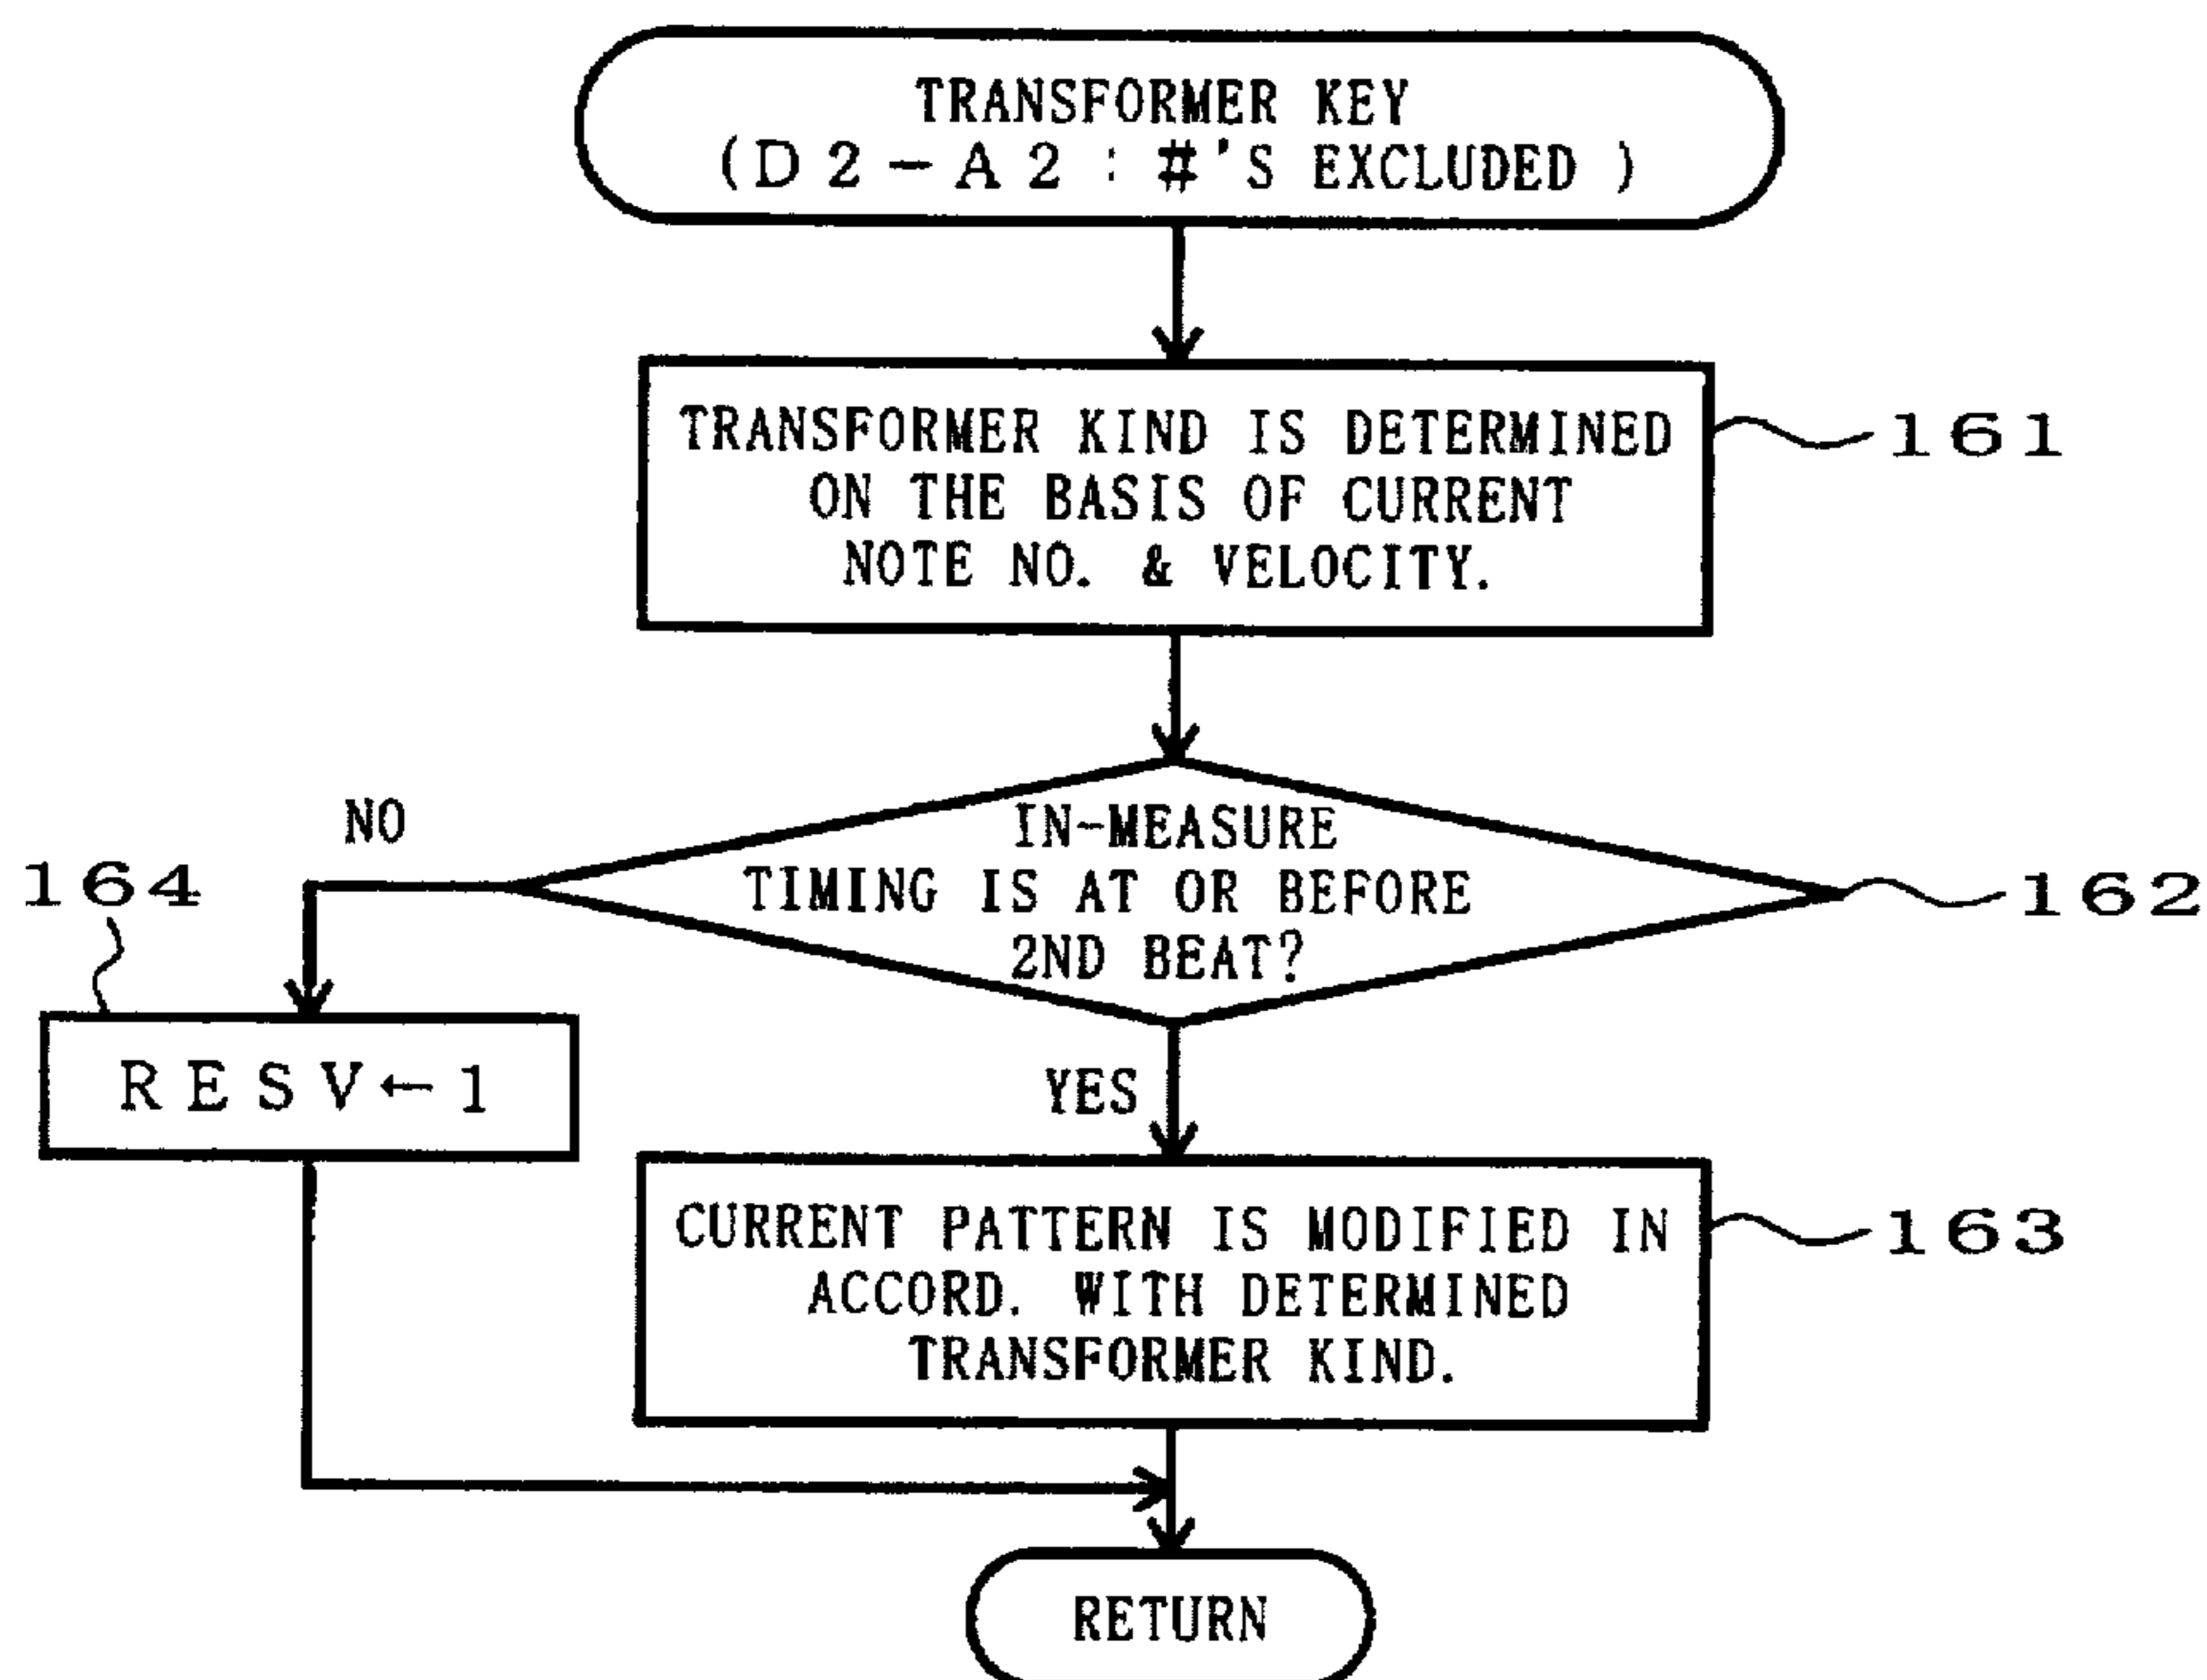 TRANSFORMER KEY
(D2-A2:#'S EXCLUDED)
TRANSFORMER KIND IS DETERMINED
ON THE BASIS OF CURRENT
NOTE NO. & VELOCITY.
161
IN-MEASURE
TIMING IS AT OR BEFORE
2ND BEAT?
162
NO
164
RESV←1
YES
CURRENT PATTERN IS MODIFIED IN
ACCORD. WITH DETERMINED
TRANSFORMER KIND.
163
RETURN